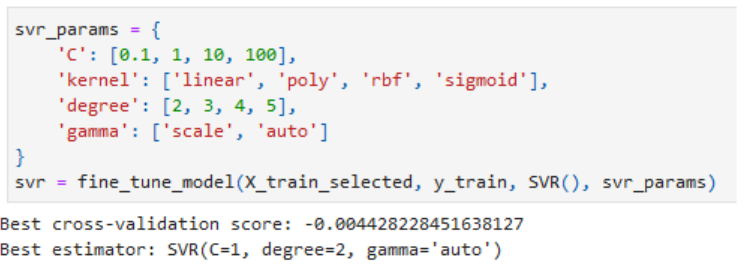 svr_params = {
    'C': [0.1, 1, 10, 100],
    'kernel': ['linear', 'poly', 'rbf', 'sigmoid'],
    'degree': [2, 3, 4, 5],
    'gamma': ['scale', 'auto']
}
svr = fine_tune_model(X_train_selected, y_train, SVR(), svr_params)
Best cross-validation score: -0.004428228451638127
Best estimator: SVR(C=1, degree=2, gamma='auto')